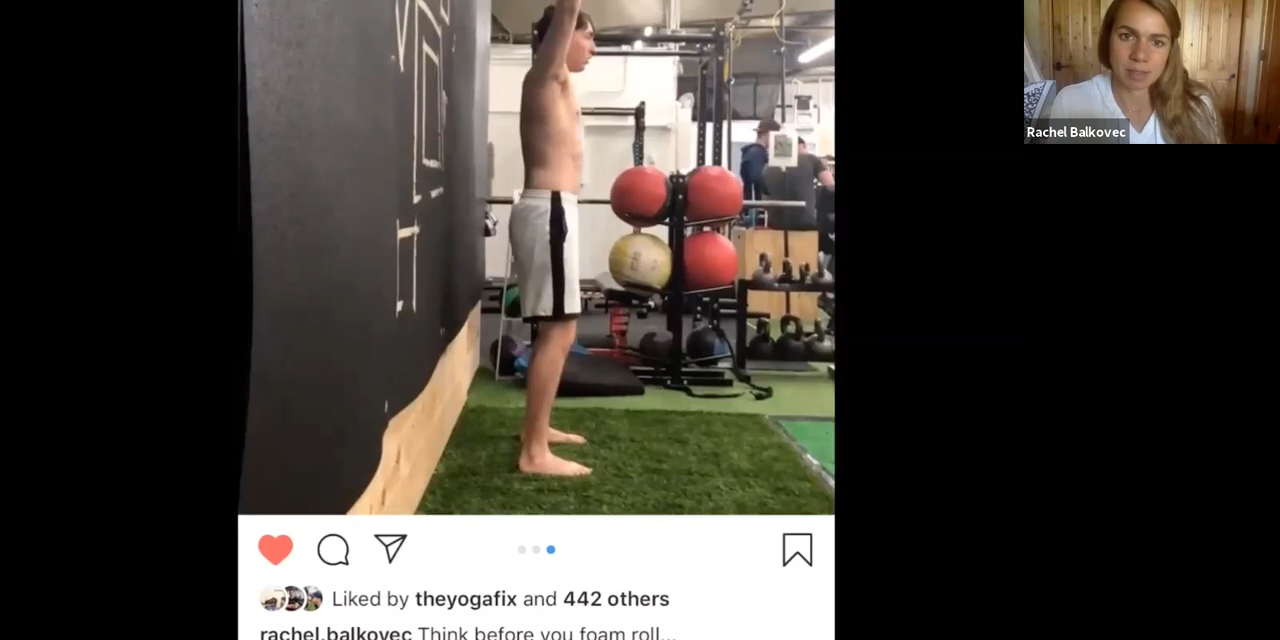 Rachel Balkovec
Liked by theyogafix and 442 others
rachel.balkovec Think before you foam roll...